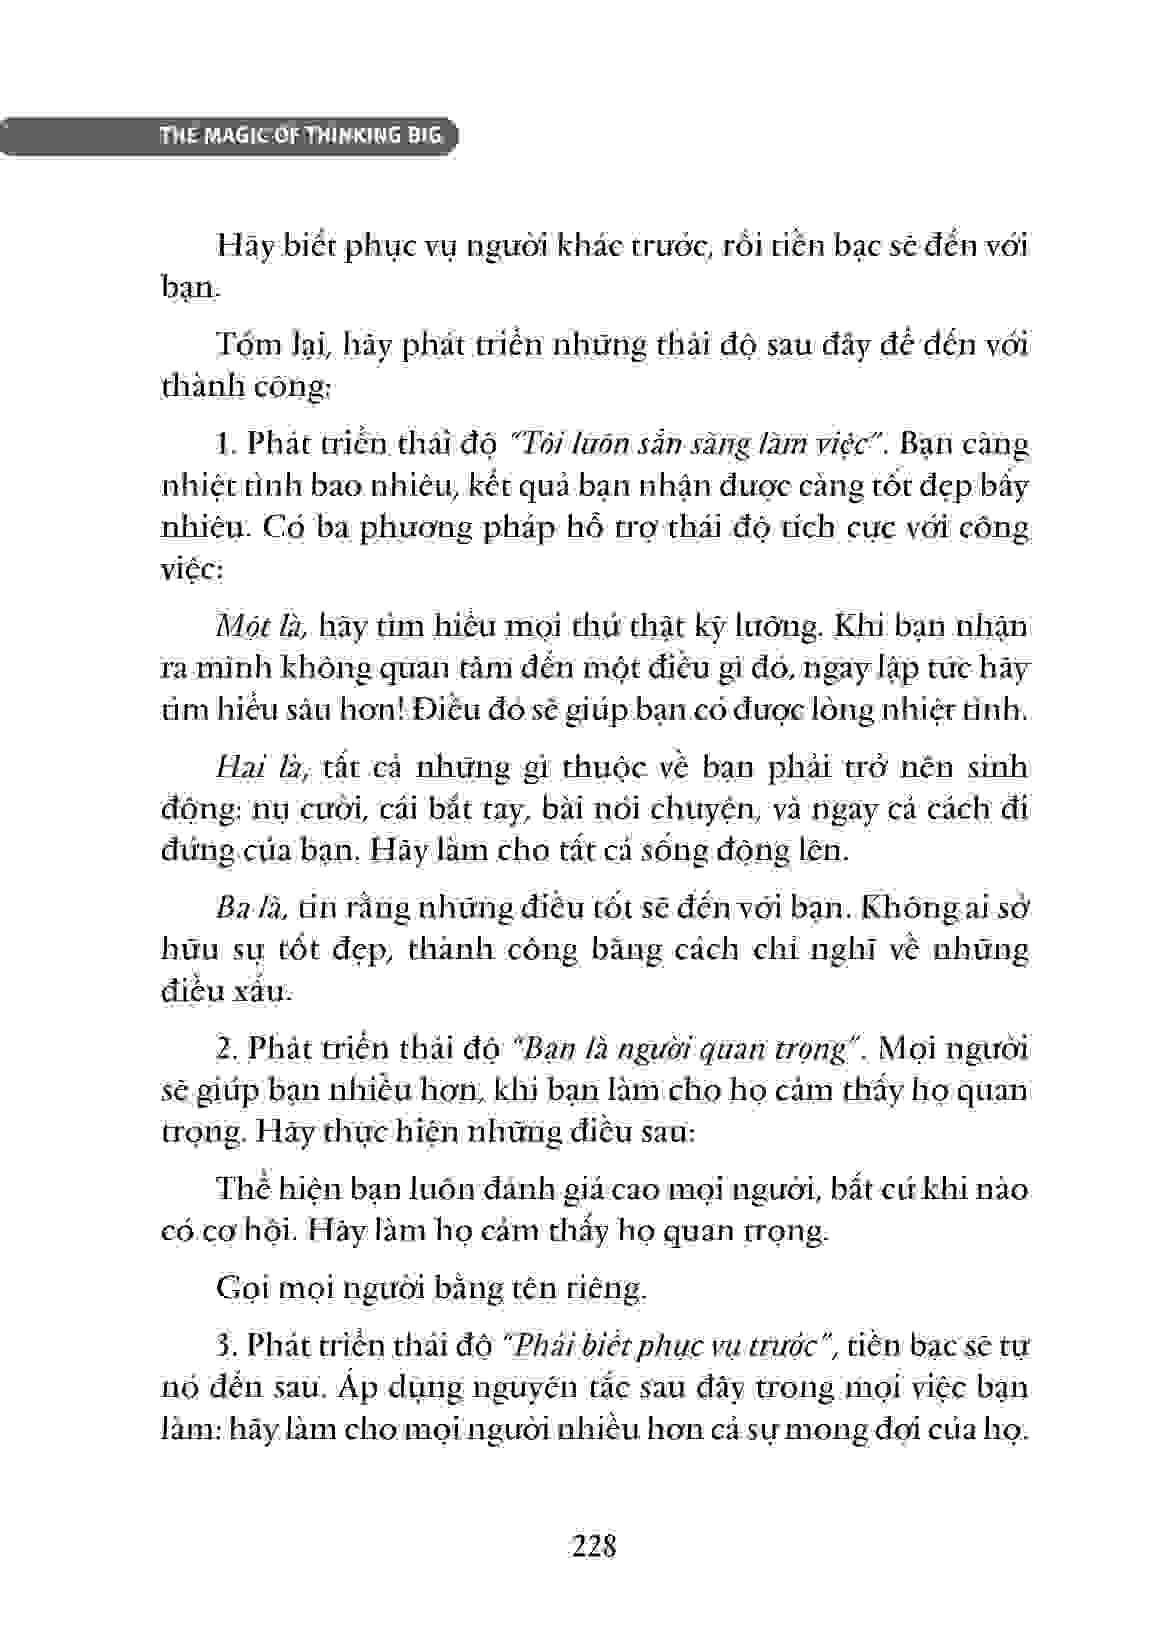 THE MAGIC OF THINKING BIG
Hãy biết phục vụ người khác trước, rồi tiền bạc sẽ đến với
bạn.
Tóm lại, hãy phát triển những thái độ sau đây để đến với
thành công:
1. Phát triển thái độ “Tôi luôn sẵn sàng làm việc”. Bạn càng
nhiệt tình bao nhiêu, kết quả bạn nhận được càng tốt đẹp bấy
nhiêu. Có ba phương pháp hỗ trợ thái độ tích cực với công
việc:
Một là, hãy tìm hiểu mọi thứ thật kỹ lưỡng. Khi bạn nhận
ra mình không quan tâm đến một điều gì đó, ngay lập tức hãy
tìm hiểu sâu hơn! Điều đó sẽ giúp bạn có được lòng nhiệt tình.
Hai là, tất cả những gì thuộc về bạn phải trở nên sinh
động: nụ cười, cái bắt tay, bài nói chuyện, và ngay cả cách đi
đứng của bạn. Hãy làm cho tất cả sống động lên.
Ba là, tin rằng những điều tốt sẽ đến với bạn. Không ai sở
hữu sự tốt đẹp, thành công bằng cách chỉ nghĩ về những
điều xấu.
2. Phát triển thái độ “Bạn là người quan trọng”. Mọi người
sẽ giúp bạn nhiều hơn, khi bạn làm cho họ cảm thấy họ quan
trọng. Hãy thực hiện những điều sau:
Thể hiện bạn luôn đánh giá cao mọi người, bất cứ khi nào
có cơ hội. Hãy làm họ cảm thấy họ quan trọng.
Gọi mọi người bằng tên riêng.
3. Phát triển thái độ “Phải biết phục vụ trước”, tiền bạc sẽ tự
nó đến sau. Áp dụng nguyên tắc sau đây trong mọi việc bạn
làm: hãy làm cho mọi người nhiều hơn cả sự mong đợi của họ.
228